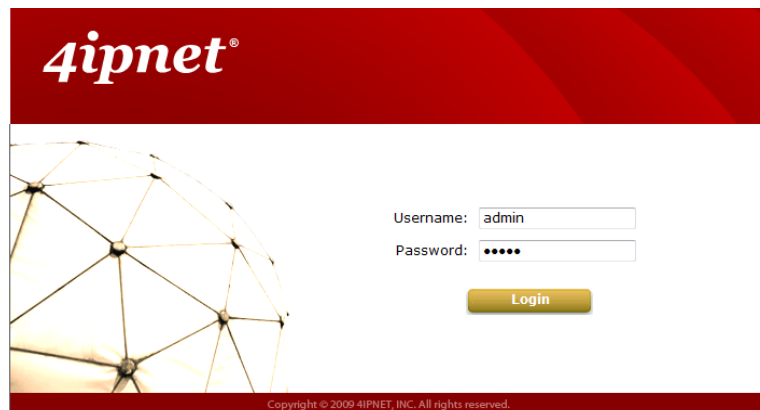 4ipnet®
Username: admin
Password: •••••
Login
Copyright © 2009 4IPNET, INC. All rights reserved.